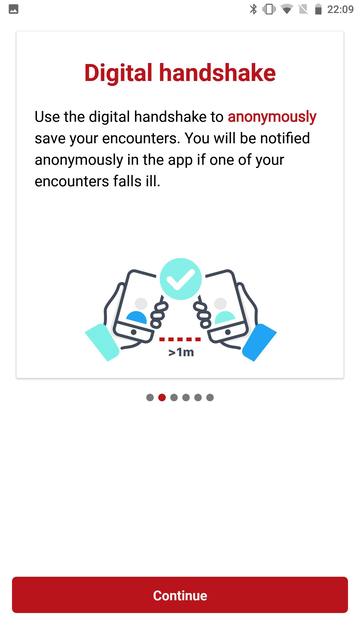 22:09
Digital handshake
Use the digital handshake to anonymously
save your encounters. You will be notified
anonymously in the app if one of your
encounters falls ill.
>1m
Continue